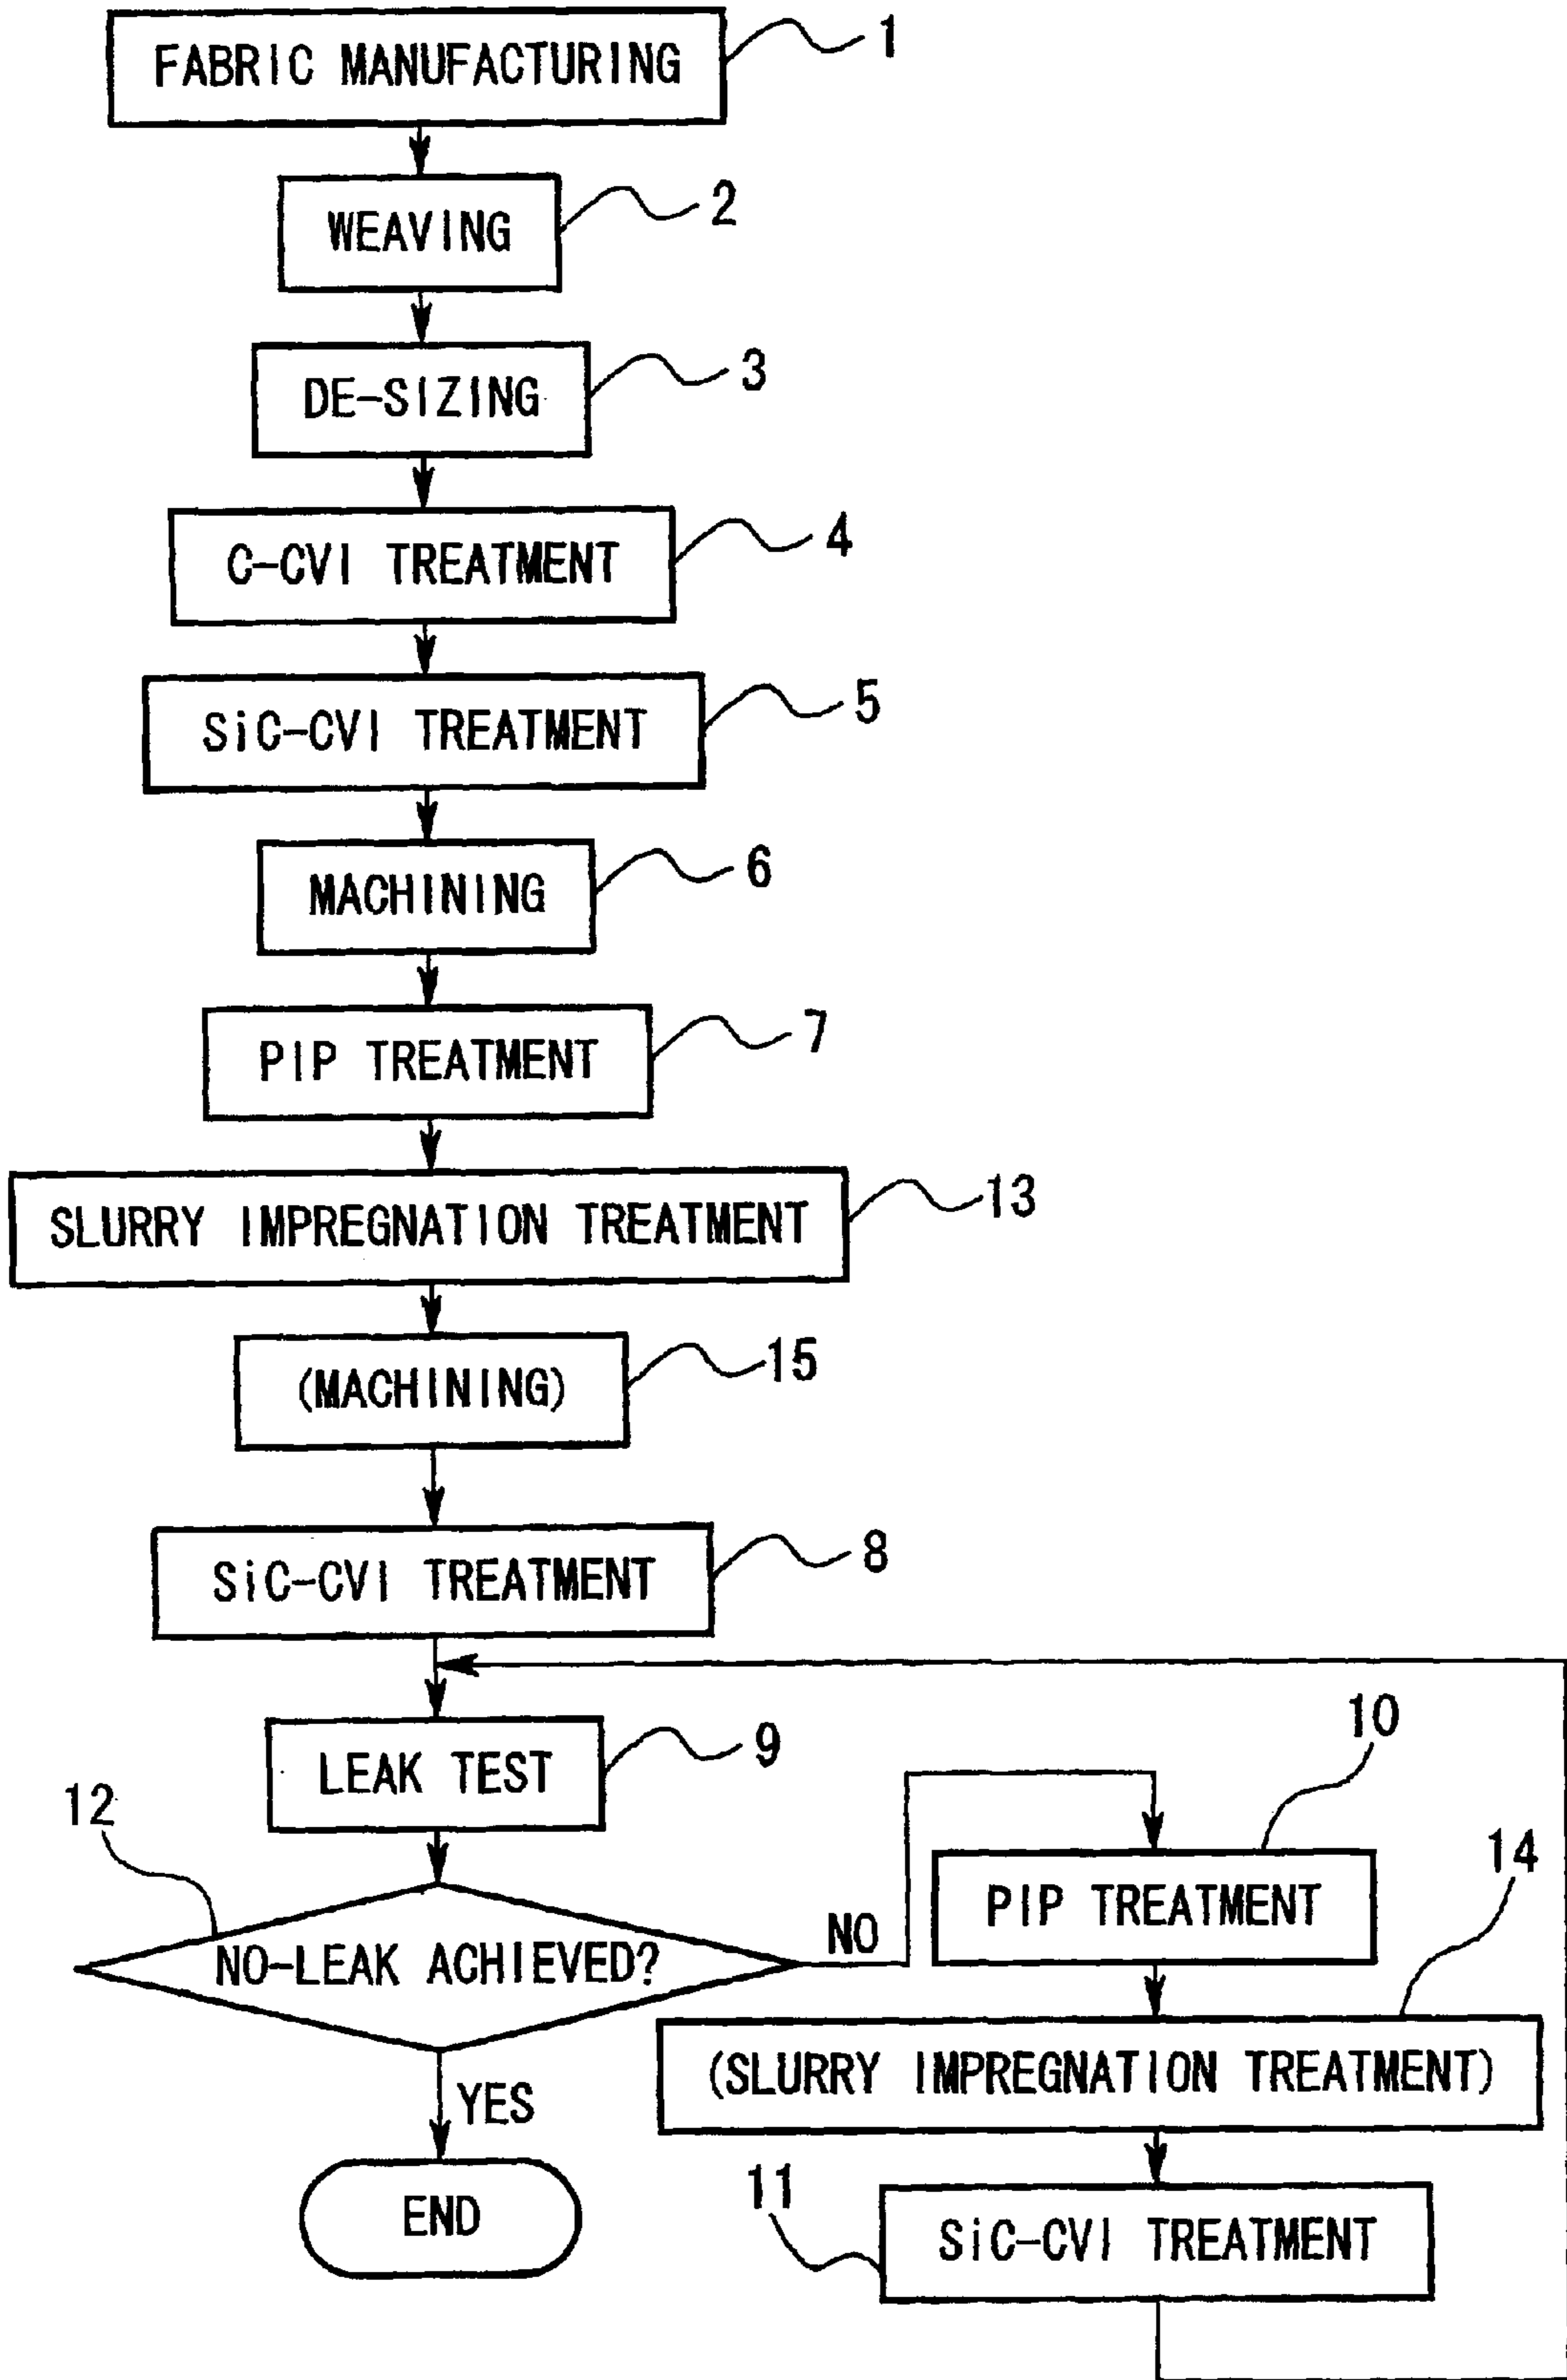 FABRIC MANUFACTURING 1
WEAVING 2
DE-SIZING 3
C-CVI TREATMENT 4
SiC-CVI TREATMENT 5
MACHINING 6
PIP TREATMENT 7
SLURRY IMPREGNATION TREATMENT 13
(MACHINING) 15
SiC-CVI TREATMENT 8
LEAK TEST 9
12
NO-LEAK ACHIEVED?
NO
YES
END
10
PIP TREATMENT
14
(SLURRY IMPREGNATION TREATMENT)
11
SiC-CVI TREATMENT